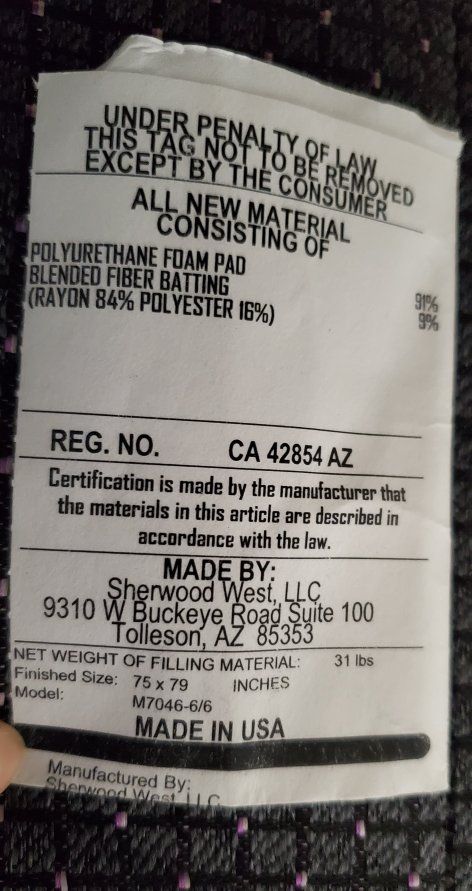 UNDER PENALTY OF LAW
THIS TAG NOT TO BE REMOVED
EXCEPT BY THE CONSUMER
ALL NEW MATERIAL
CONSISTING OF
POLYURETHANE FOAM PAD 91%
BLENDED FIBER BATTING 9%
(RAYON 84% POLYESTER 16%)
REG. NO. CA 42854 AZ
Certification is made by the manufacturer that
the materials in this article are described in
accordance with the law.
MADE BY:
Sherwood West, LLC
9310 W Buckeye Road Suite 100
Tolleson, AZ 85353
NET WEIGHT OF FILLING MATERIAL: 31 lbs
Finished Size: 75 x 79 INCHES
Model: M7046-6/6
MADE IN USA
Manufactured By:
Sherwood West, LLC